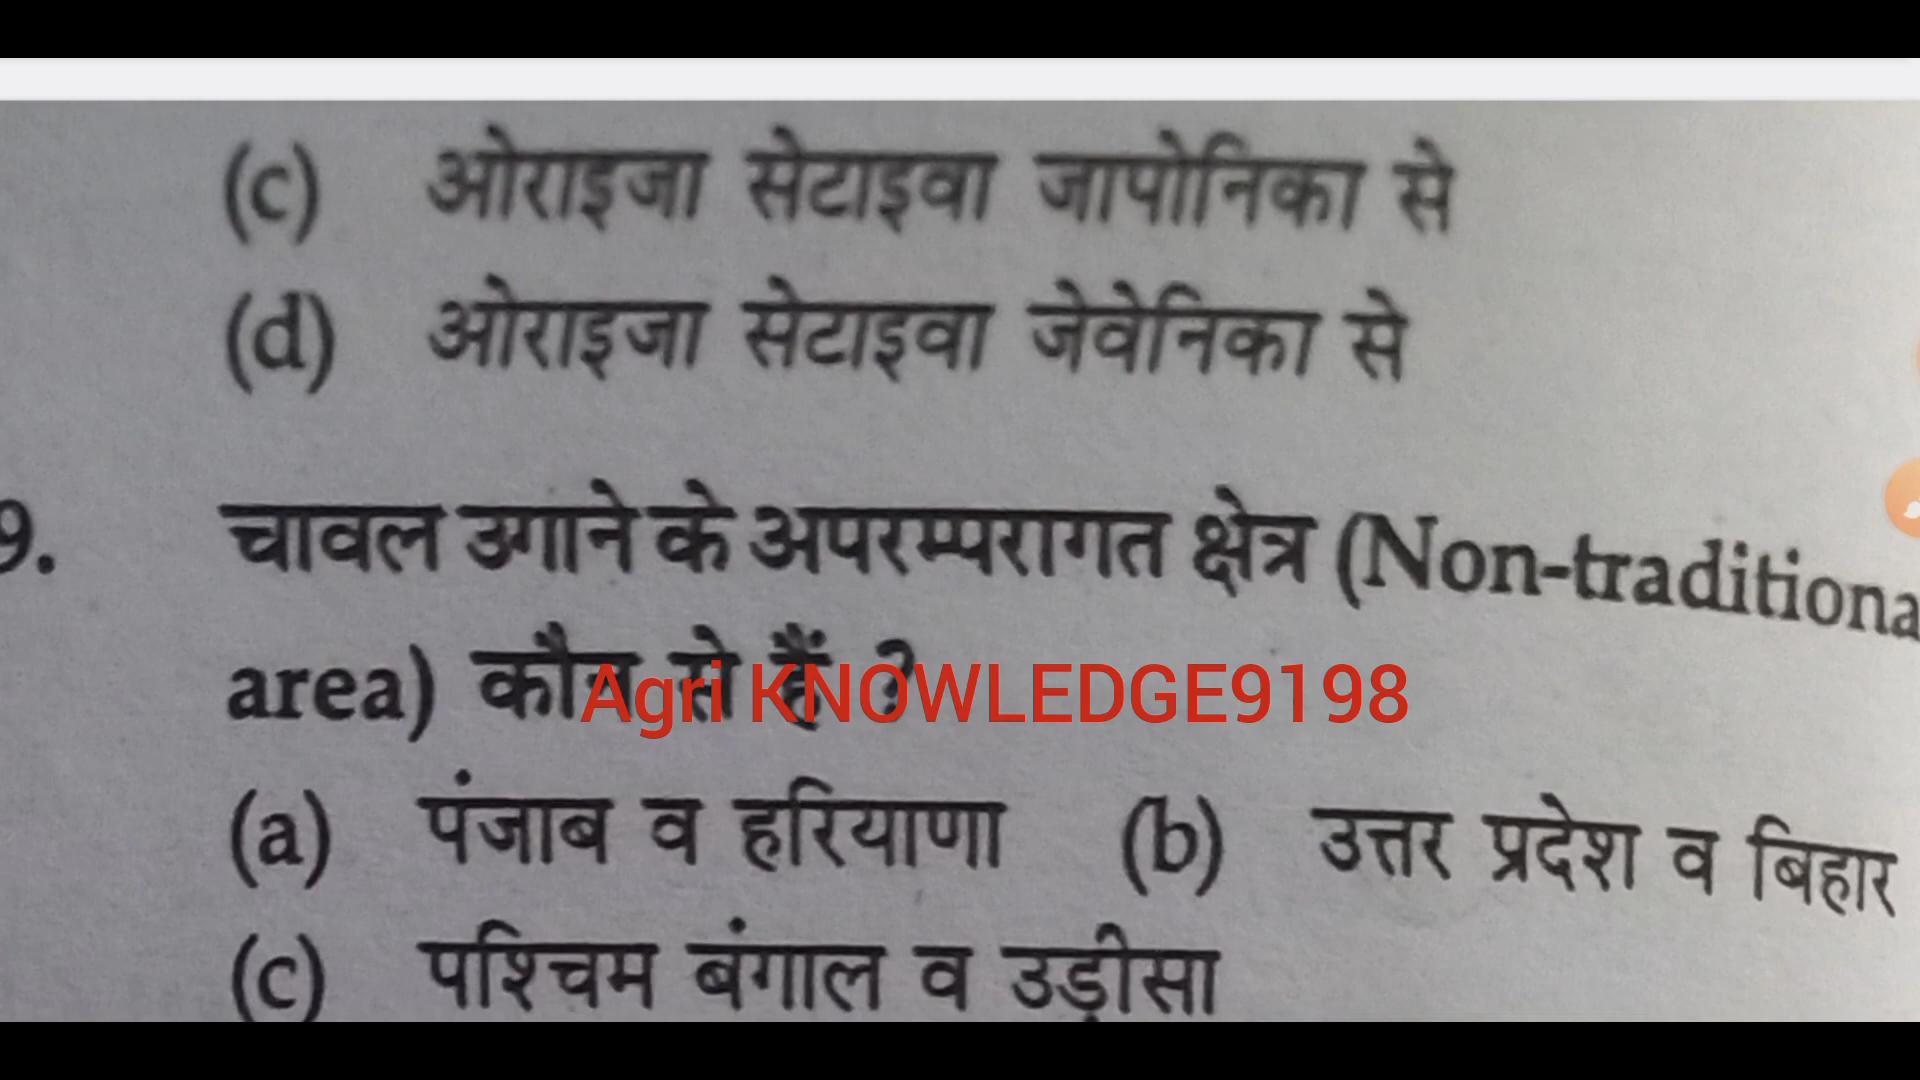 (c) ओराइजा सेटाइवा जापोनिका से
(d) ओराइजा सेटाइवा जेवेनिका से
9. चावल उगाने के अपरम्परागत क्षेत्र (Non-traditiona
area) कौन से हैं ?
Agri KNOWLEDGE9198
(a) पंजाब व हरियाणा (b) उत्तर प्रदेश व बिहार
(c) पश्चिम बंगाल व उड़ीसा